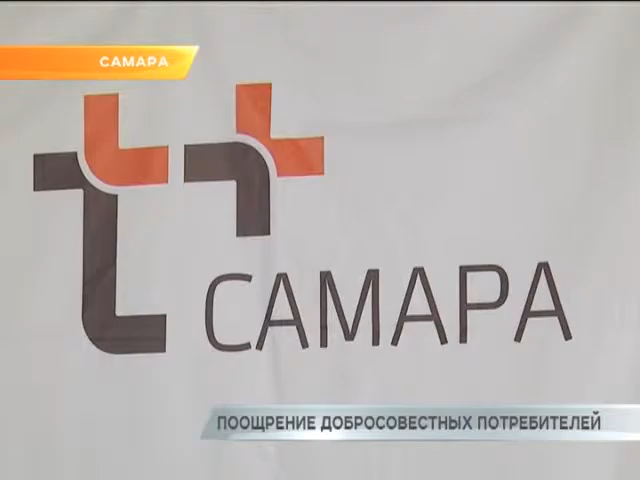 САМАРА
САМАРА
ПООЩРЕНИЕ ДОБРОСОВЕСТНЫХ ПОТРЕБИТЕЛЕЙ